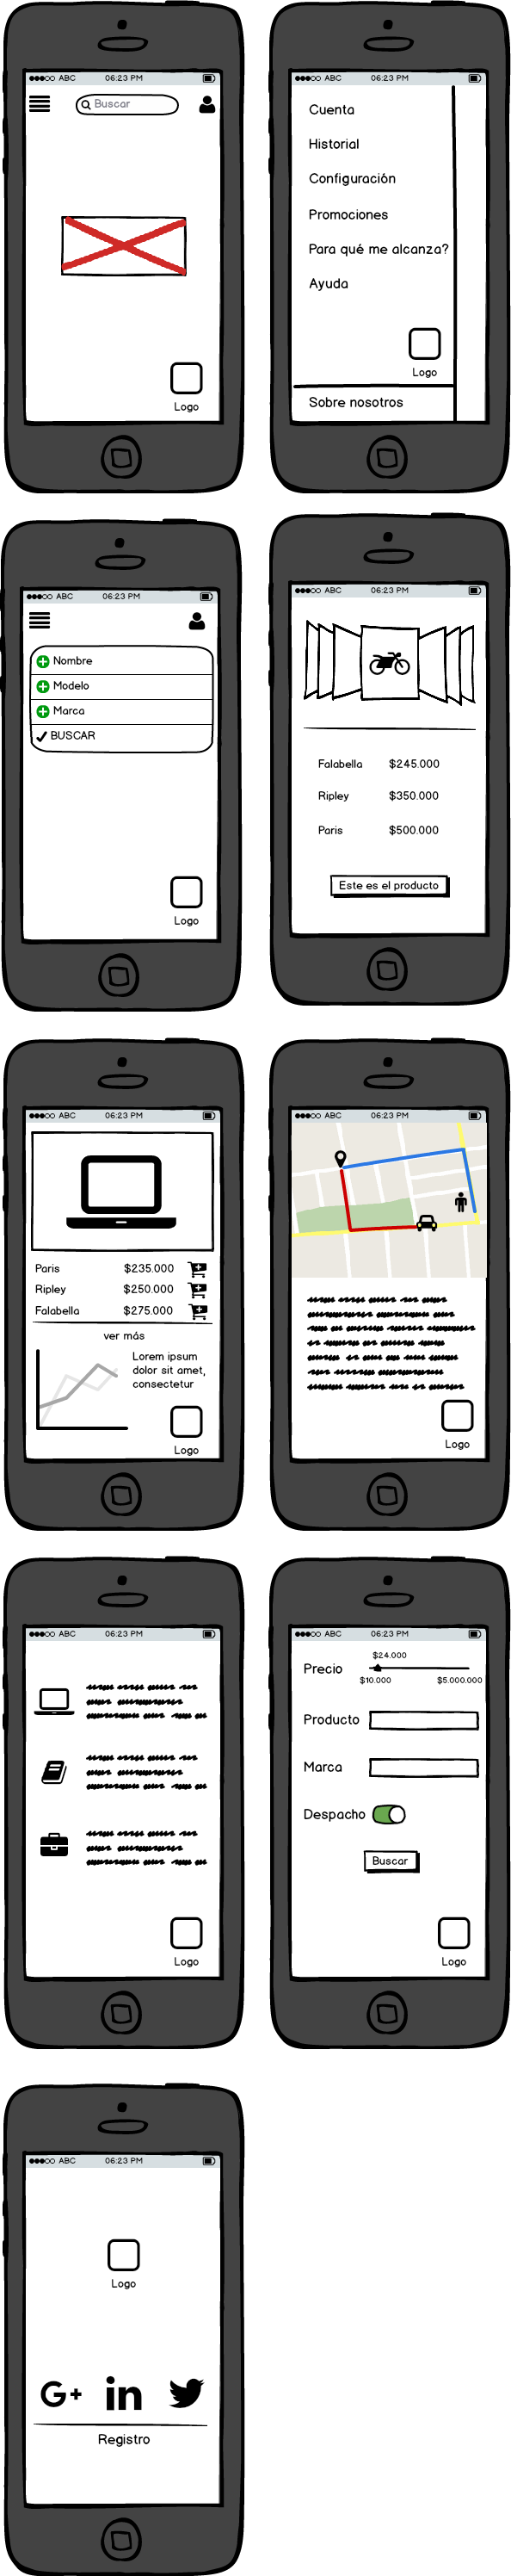 ABC 06:23 PM
Buscar
Logo
ABC 06:23 PM
Cuenta
Historial
Configuración
Promociones
Para qué me alcanza?
Ayuda
Logo
Sobre nosotros
ABC 06:23 PM
Nombre
Modelo
Marca
BUSCAR
Logo
ABC 06:23 PM
Falabella $245.000
Ripley $350.000
Paris $500.000
Este es el producto
ABC 06:23 PM
Paris $235.000
Ripley $250.000
Falabella $275.000
ver más
Lorem ipsum
dolor sit amet,
consectetur
Logo
ABC 06:23 PM
Logo
ABC 06:23 PM
Logo
ABC 06:23 PM
$24.000
Precio
$10.000 $5.000.000
Producto
Marca
Despacho
Buscar
Logo
ABC 06:23 PM
Logo
G+ in
Registro